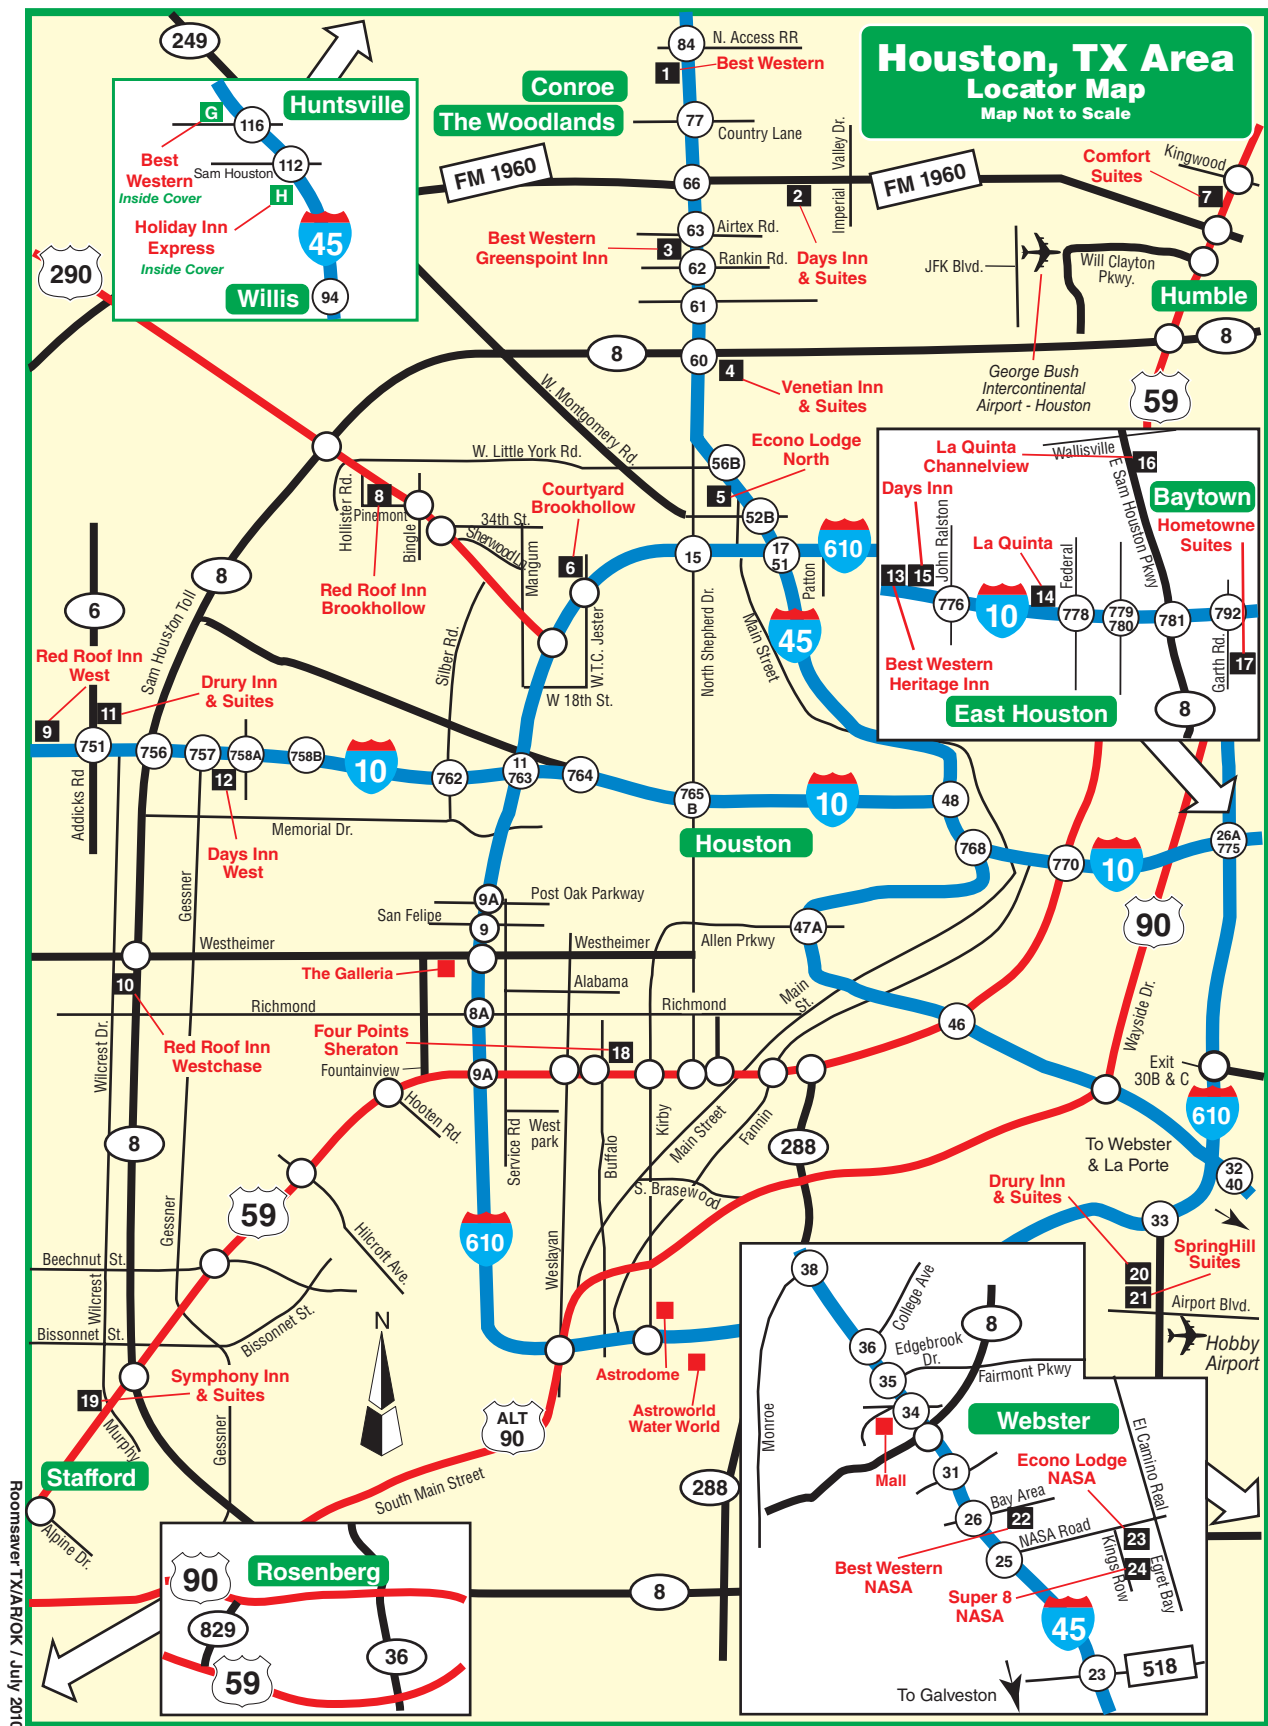 Houston, TX Area
Locator Map
Map Not to Scale
249
84
N. Access RR
1
Best Western
Conroe
The Woodlands
77
Country Lane
Imperial Valley Dr.
FM 1960
66
FM 1960
2
Days Inn
& Suites
63
Airtex Rd.
3
Best Western
Greenspoint Inn
62
Rankin Rd.
61
Comfort
Suites
Kingwood
7
JFK Blvd.
Will Clayton
Pkwy.
Humble
8
59
George Bush
Intercontinental
Airport - Houston
Huntsville
G
116
Best
Western
Inside Cover
Sam Houston
112
H
Holiday Inn
Express
Inside Cover
45
Willis
94
290
8
60
4
Venetian Inn
& Suites
W. Montgomery Rd.
W. Little York Rd.
56B
Econo Lodge
North
5
52B
Hollister Rd.
8
Pinemont
Bingle
34th St.
Sherwood Ln.
Mangum
Courtyard
Brookhollow
6
Red Roof Inn
Brookhollow
15
17
51
610
Patton
45
W.T.C. Jester
W 18th St.
North Shepherd Dr.
Main Street
Silber Rd.
8
6
Sam Houston Toll
Red Roof Inn
West
9
11
Drury Inn
& Suites
751
756
757
758A
758B
10
762
11
763
764
765
B
10
48
12
Days Inn
West
Addicks Rd
Memorial Dr.
Houston
768
770
10
26A
775
La Quinta
Channelview
Wallisville
16
E Sam Houston Pkwy
Baytown
Days Inn
Hometowne
Suites
John Ralston
La Quinta
Federal
13
15
14
776
10
778
779
780
781
792
Garth Rd.
17
Best Western
Heritage Inn
East Houston
8
Gessner
9A
Post Oak Parkway
San Felipe
9
Westheimer
Westheimer
Allen Prkwy
47A
90
The Galleria
10
Alabama
Richmond
8A
Richmond
Main
St.
46
Wayside Dr.
Wilcrest Dr.
Red Roof Inn
Westchase
Four Points
Sheraton
18
Fountainview
9A
Hooten Rd.
Service Rd
West
park
Buffalo
Kirby
Main Street
Fannin
288
Exit
30B & C
610
To Webster
& La Porte
32
40
8
S. Brasewood
Drury Inn
& Suites
33
SpringHill
Suites
20
21
Airport Blvd.
Hobby
Airport
Gessner
59
Hilcroft Ave.
610
Weslayan
Beechnut St.
Wilcrest
Bissonnet St.
Bissonnet St.
N
Astrodome
Astroworld
Water World
Symphony Inn
& Suites
19
Murphy
Gessner
ALT
90
Stafford
South Main Street
288
Alpine Dr.
8
Rosenberg
90
829
59
36
38
College Ave
8
36
Edgebrook
Dr.
Fairmont Pkwy
35
34
Monroe
Mall
Webster
El Camino Real
31
Econo Lodge
NASA
Bay Area
22
26
NASA Road
23
25
Kings Row
24
Egret Bay
Best Western
NASA
Super 8
NASA
45
23
518
To Galveston
Roomsaver TX/AR/OK / July 2010